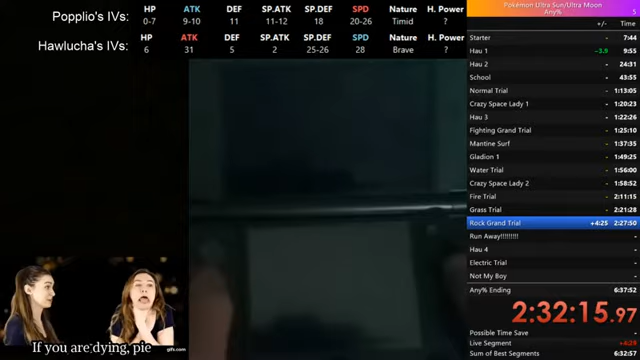 HP ATK DEF SP.ATK SP.DEF SPD Nature H. Power
Popplio's IVs: 0-7 9-10 11 11-12 18 20-26 Timid ?
HP ATK DEF SP.ATK SP.DEF SPD Nature H. Power
Hawlucha's IVs: 6 31 5 2 25-26 28 Brave ?
If you are dying, pie
gifs.com
Pokémon Ultra Sun/Ultra Moon
Any% 5
+/- Time
Starter - 7:44
Hau 1 -3.9 9:55
Hau 2 - 24:31
School - 43:55
Normal Trial - 1:13:05
Crazy Space Lady 1 - 1:20:23
Hau 3 - 1:22:26
Fighting Grand Trial - 1:25:10
Mantine Surf - 1:37:35
Gladion 1 - 1:49:25
Water Trial - 1:56:00
Crazy Space Lady 2 - 1:58:52
Fire Trial - 2:11:15
Grass Trial - 2:21:28
Rock Grand Trial +4:25 2:27:50
Run Away!!!!!!!!! -
Hau 4 -
Electric Trial -
Not My Boy -
Any% Ending 6:37:52
2:32:15.97
Possible Time Save -
Live Segment
Sum of Best Segments 6:32:57